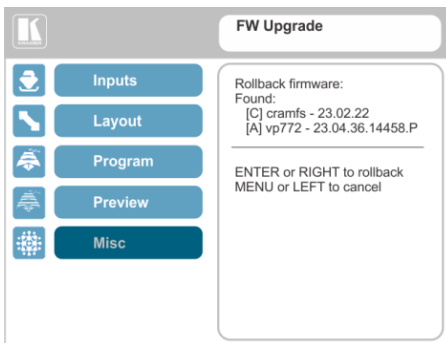 KRAMER
FW Upgrade
Inputs
Layout
Program
Preview
Misc
Rollback firmware:
Found:
[C] cramfs - 23.02.22
[A] vp772 - 23.04.36.14458.P
ENTER or RIGHT to rollback
MENU or LEFT to cancel